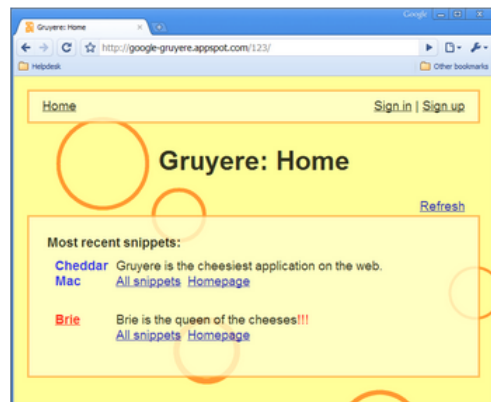 Google
Gruyere: Home
http://google-gruyere.appspot.com/123/
Helpdesk
Other bookmarks
Home
Sign in | Sign up
Gruyere: Home
Refresh
Most recent snippets:
Cheddar Mac
Gruyere is the cheesiest application on the web.
All snippets Homepage
Brie
Brie is the queen of the cheeses!!!
All snippets Homepage